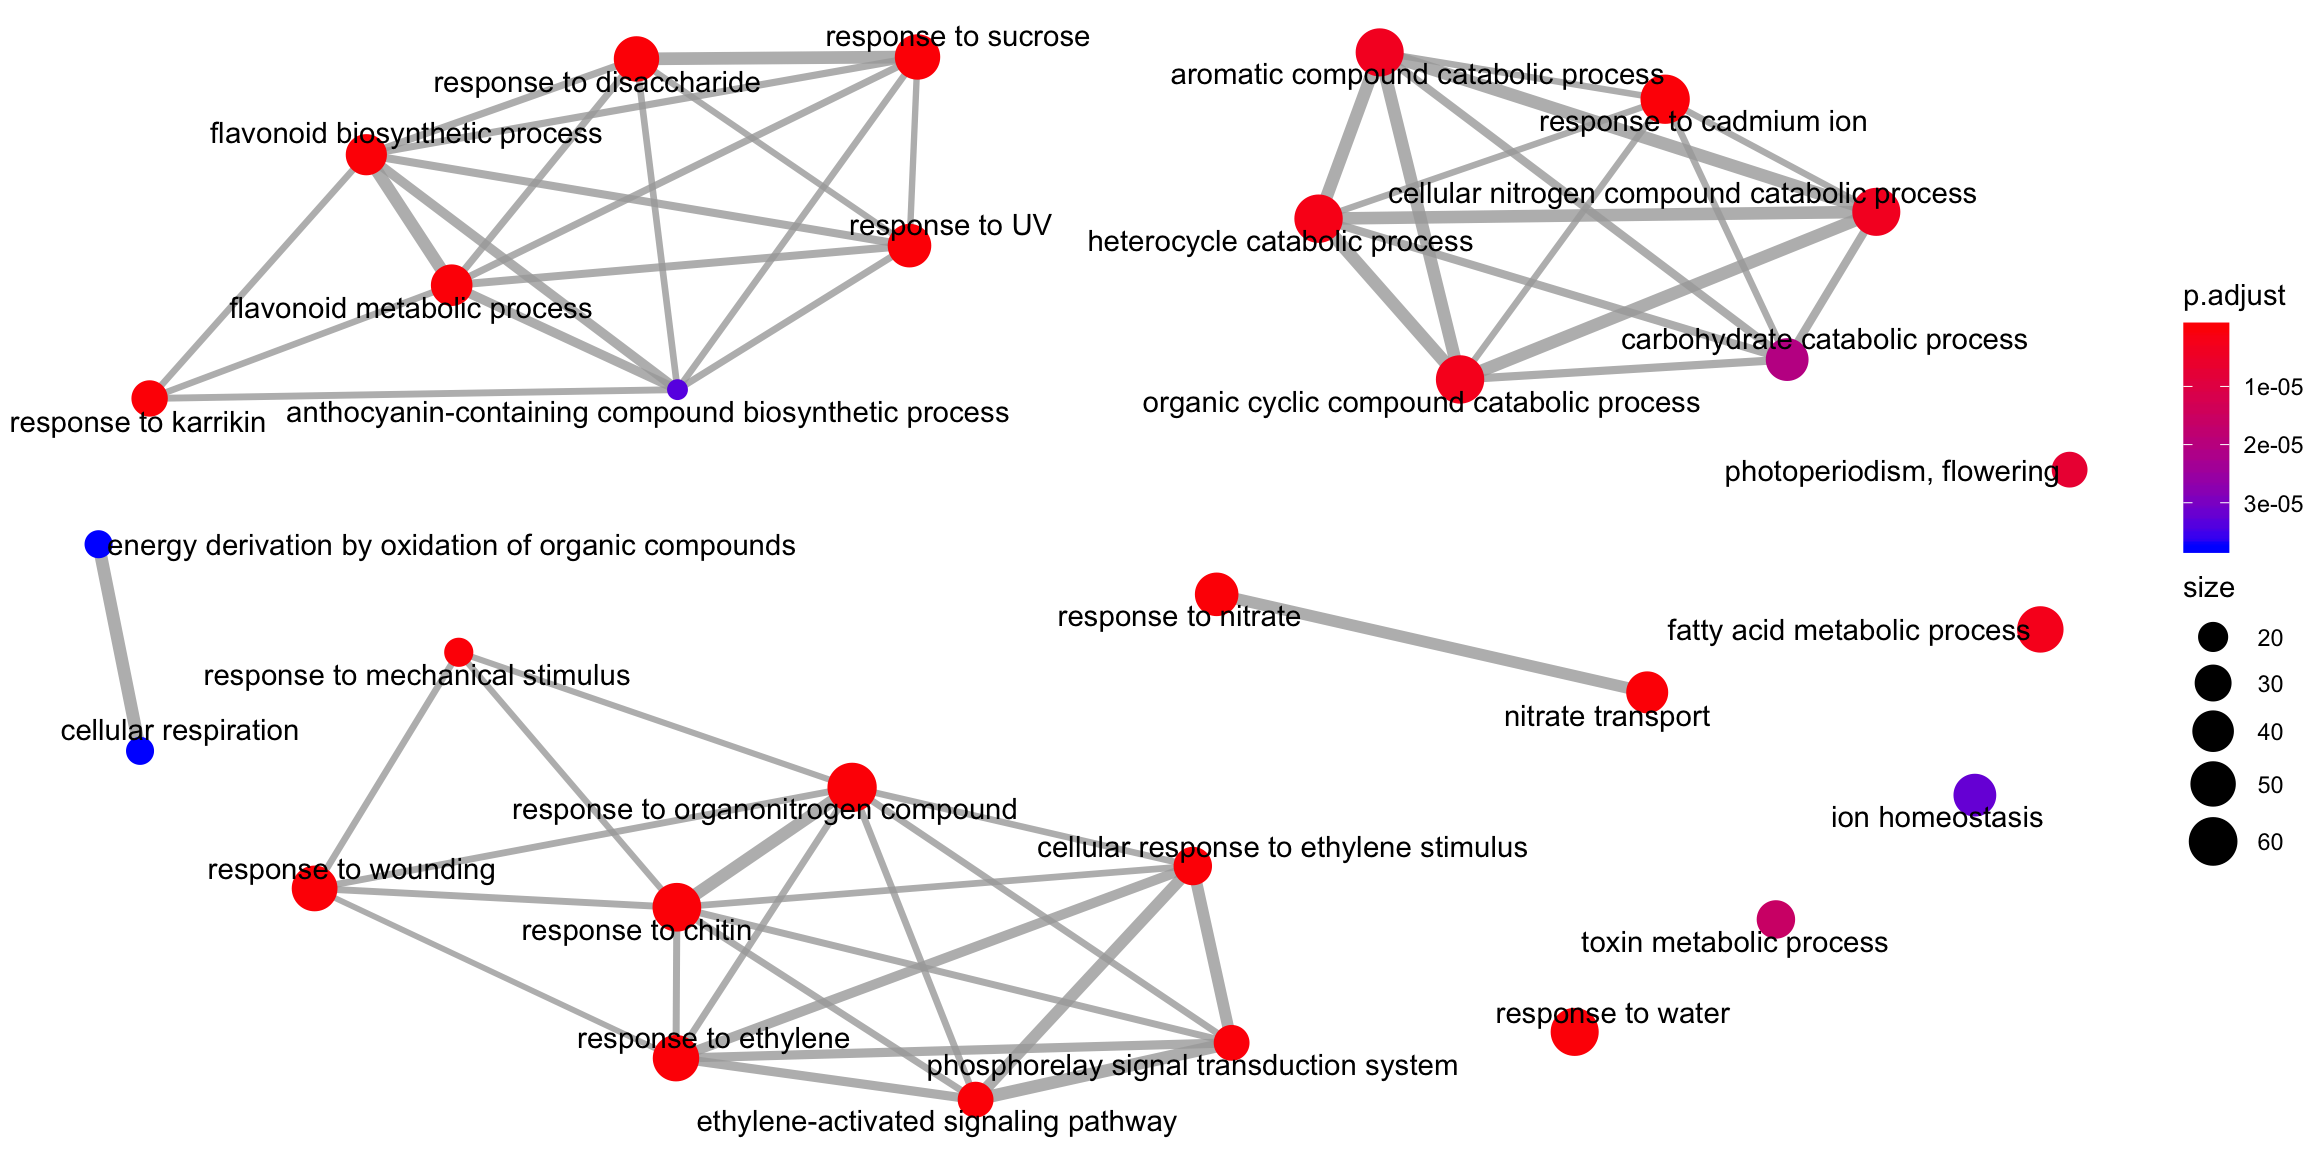 response to sucrose
response to disaccharide
flavonoid biosynthetic process
response to UV
flavonoid metabolic process
response to karrikin
anthocyanin-containing compound biosynthetic process
aromatic compound catabolic process
response to cadmium ion
cellular nitrogen compound catabolic process
heterocycle catabolic process
carbohydrate catabolic process
organic cyclic compound catabolic process
photoperiodism, flowering
energy derivation by oxidation of organic compounds
cellular respiration
response to nitrate
nitrate transport
fatty acid metabolic process
response to mechanical stimulus
response to organonitrogen compound
cellular response to ethylene stimulus
response to wounding
response to chitin
response to ethylene
phosphorelay signal transduction system
ethylene-activated signaling pathway
ion homeostasis
toxin metabolic process
response to water
p.adjust
1e-05
2e-05
3e-05
size
20
30
40
50
60